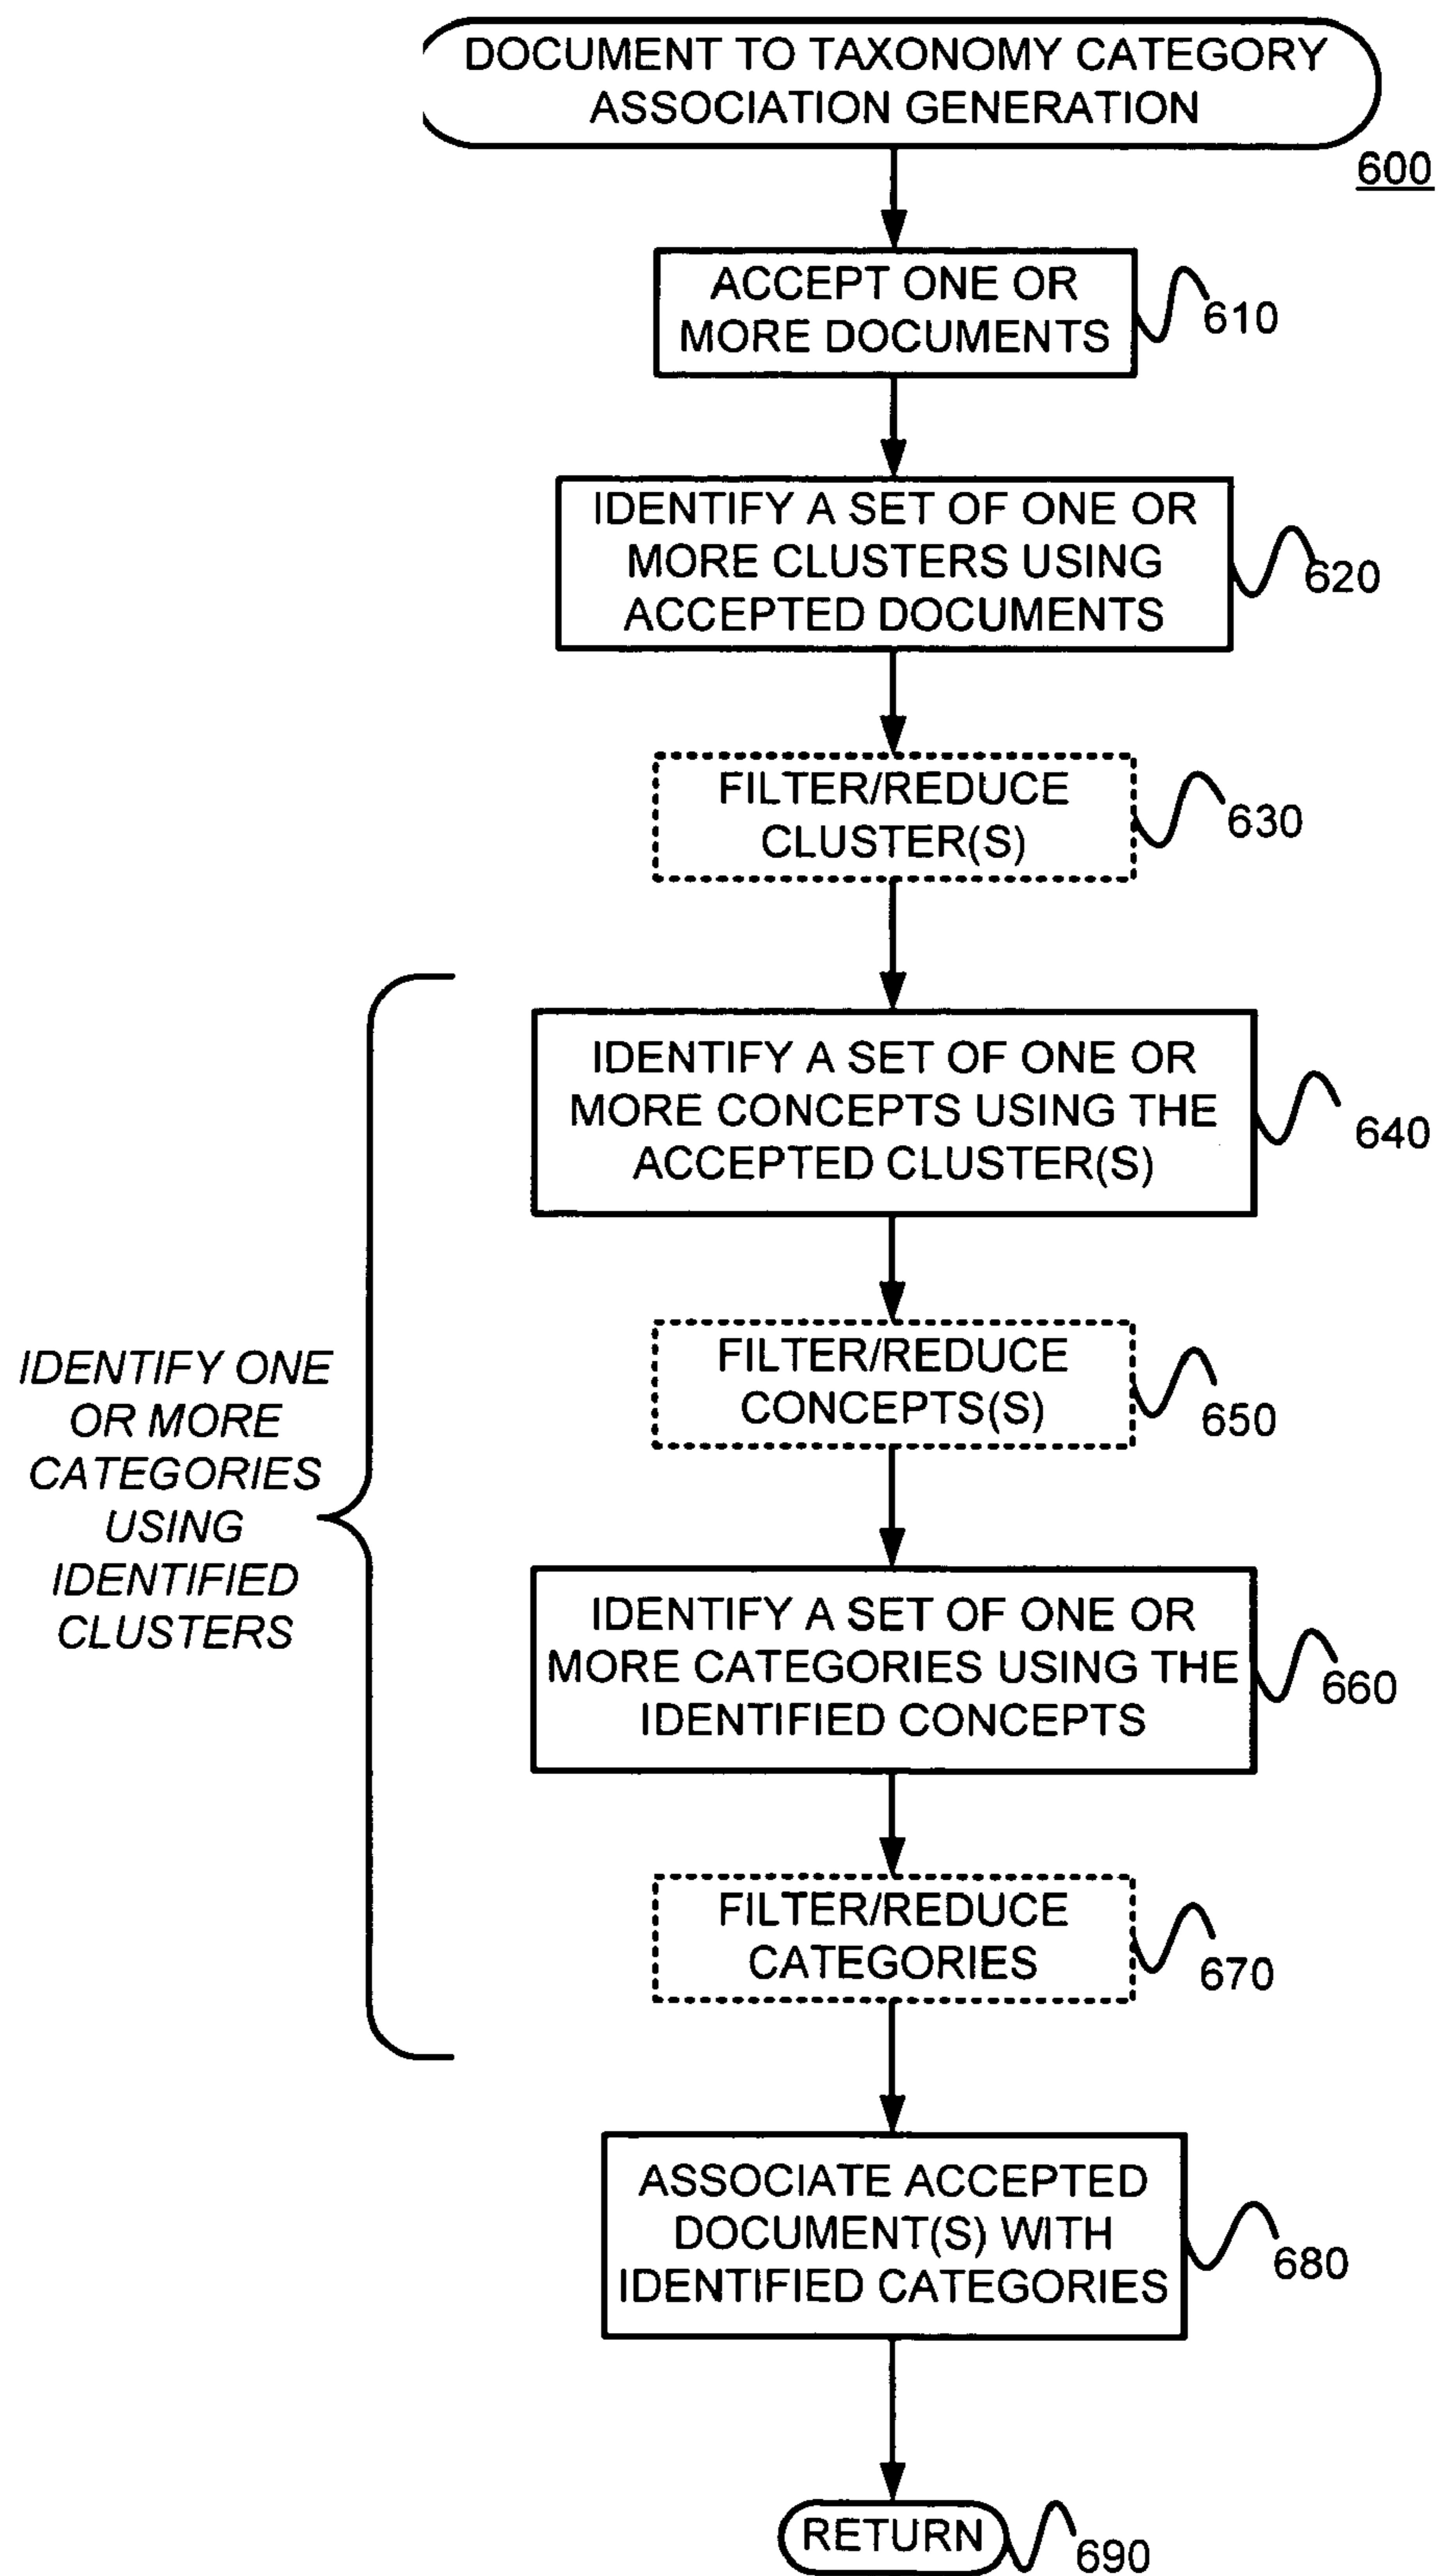 DOCUMENT TO TAXONOMY CATEGORY
ASSOCIATION GENERATION
600
ACCEPT ONE OR
MORE DOCUMENTS
610
IDENTIFY A SET OF ONE OR
MORE CLUSTERS USING
ACCEPTED DOCUMENTS
620
FILTER/REDUCE
CLUSTER(S)
630
IDENTIFY ONE
OR MORE
CATEGORIES
USING
IDENTIFIED
CLUSTERS
IDENTIFY A SET OF ONE OR
MORE CONCEPTS USING THE
ACCEPTED CLUSTER(S)
640
FILTER/REDUCE
CONCEPTS(S)
650
IDENTIFY A SET OF ONE OR
MORE CATEGORIES USING THE
IDENTIFIED CONCEPTS
660
FILTER/REDUCE
CATEGORIES
670
ASSOCIATE ACCEPTED
DOCUMENT(S) WITH
IDENTIFIED CATEGORIES
680
RETURN
690